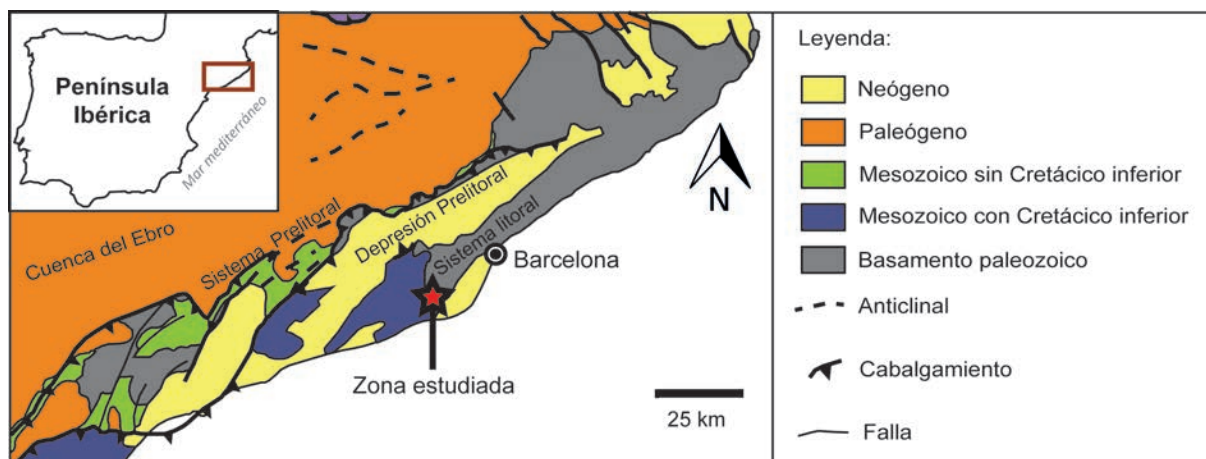 Península
Ibérica
Mar mediterráneo
Cuenca del Ebro
Sistema Prelitoral
Depresión Prelitoral
Sistema litoral
Barcelona
Zona estudiada
N
25 km
Leyenda:
Neógeno
Paleógeno
Mesozoico sin Cretácico inferior
Mesozoico con Cretácico inferior
Basamento paleozoico
Anticlinal
Cabalgamiento
Falla